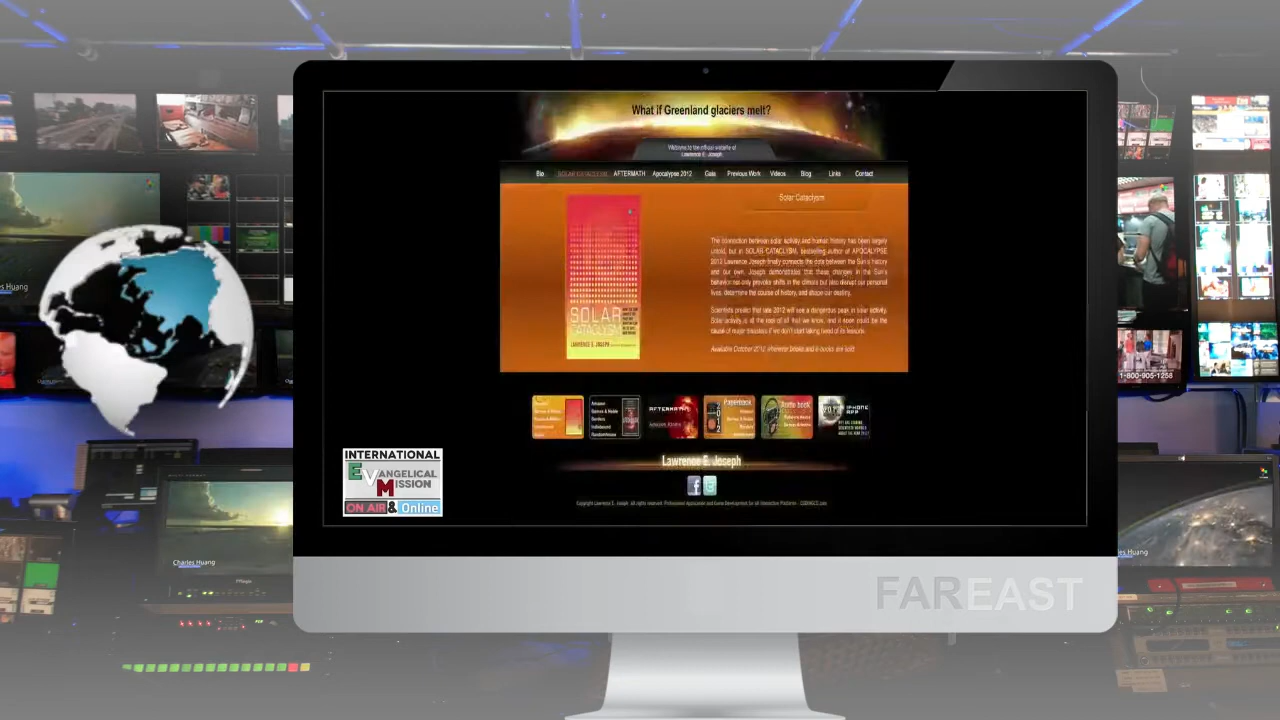 What if Greenland glaciers melt?
Welcome to the official website of
Lawrence E. Joseph
Bio SOLAR CATACLYSM AFTERMATH Apocalypse 2012 Gaia Previous Work Videos Blog Links Contact
Solar Cataclysm
The connection between solar activity and human history has been largely
untold, but in SOLAR CATACLYSM, bestselling author of APOCALYPSE
2012 Lawrence Joseph finally connects the dots between the Sun's history
and our own. Joseph demonstrates that these changes in the Sun's
behavior not only provoke shifts in the climate but also disrupt our personal
lives, determine the course of history, and shape our destiny.
Scientists predict that late 2012 will see a dangerous peak in solar activity.
Solar activity is at the root of all that we know, and it soon could be the
cause of major disasters if we don't start taking heed of its lessons.
Available October 2012 wherever books and e-books are sold
SOLAR
CATACLYSM
LAWRENCE E. JOSEPH
AFTERMATH
Paperback
Audio book
2012 IPHONE
APP
Lawrence E. Joseph
INTERNATIONAL
EVANGELICAL
MISSION
ON AIR & Online
FAREAST
Charles Huang
1-800-905-1258